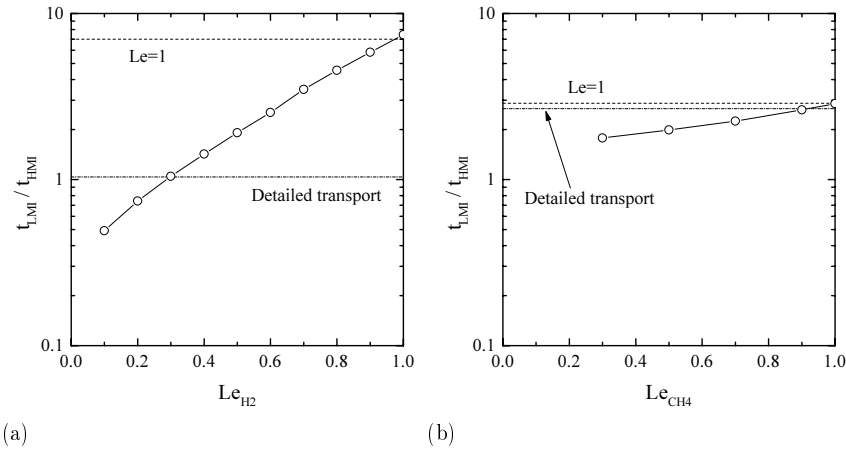 10
Le=1
1
Detailed transport
0.1
t_LMI / t_HMI
0.0 0.2 0.4 0.6 0.8 1.0
Le_H2
(a)
10
Le=1
1
Detailed transport
0.1
t_LMI / t_HMI
0.0 0.2 0.4 0.6 0.8 1.0
Le_CH4
(b)